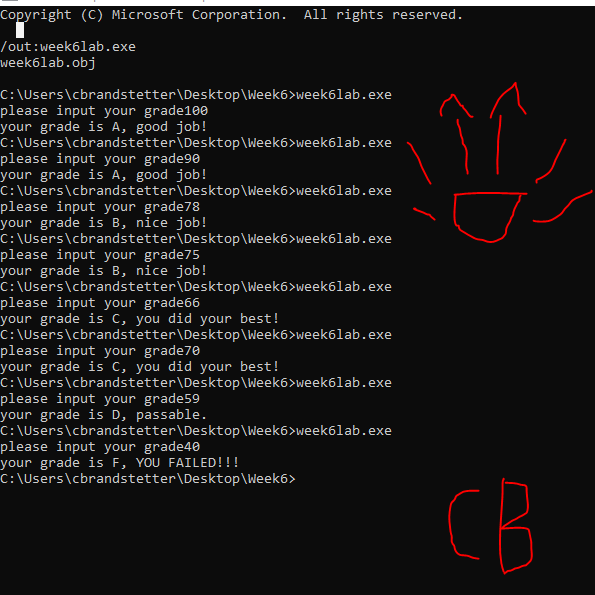 Copyright (C) Microsoft Corporation.  All rights reserved.
/out:week6lab.exe
week6lab.obj
C:\Users\cbrandstetter\Desktop\Week6>week6lab.exe
please input your grade100
your grade is A, good job!
C:\Users\cbrandstetter\Desktop\Week6>week6lab.exe
please input your grade90
your grade is A, good job!
C:\Users\cbrandstetter\Desktop\Week6>week6lab.exe
please input your grade78
your grade is B, nice job!
C:\Users\cbrandstetter\Desktop\Week6>week6lab.exe
please input your grade75
your grade is B, nice job!
C:\Users\cbrandstetter\Desktop\Week6>week6lab.exe
please input your grade66
your grade is C, you did your best!
C:\Users\cbrandstetter\Desktop\Week6>week6lab.exe
please input your grade70
your grade is C, you did your best!
C:\Users\cbrandstetter\Desktop\Week6>week6lab.exe
please input your grade59
your grade is D, passable.
C:\Users\cbrandstetter\Desktop\Week6>week6lab.exe
please input your grade40
your grade is F, YOU FAILED!!!
C:\Users\cbrandstetter\Desktop\Week6>
CB